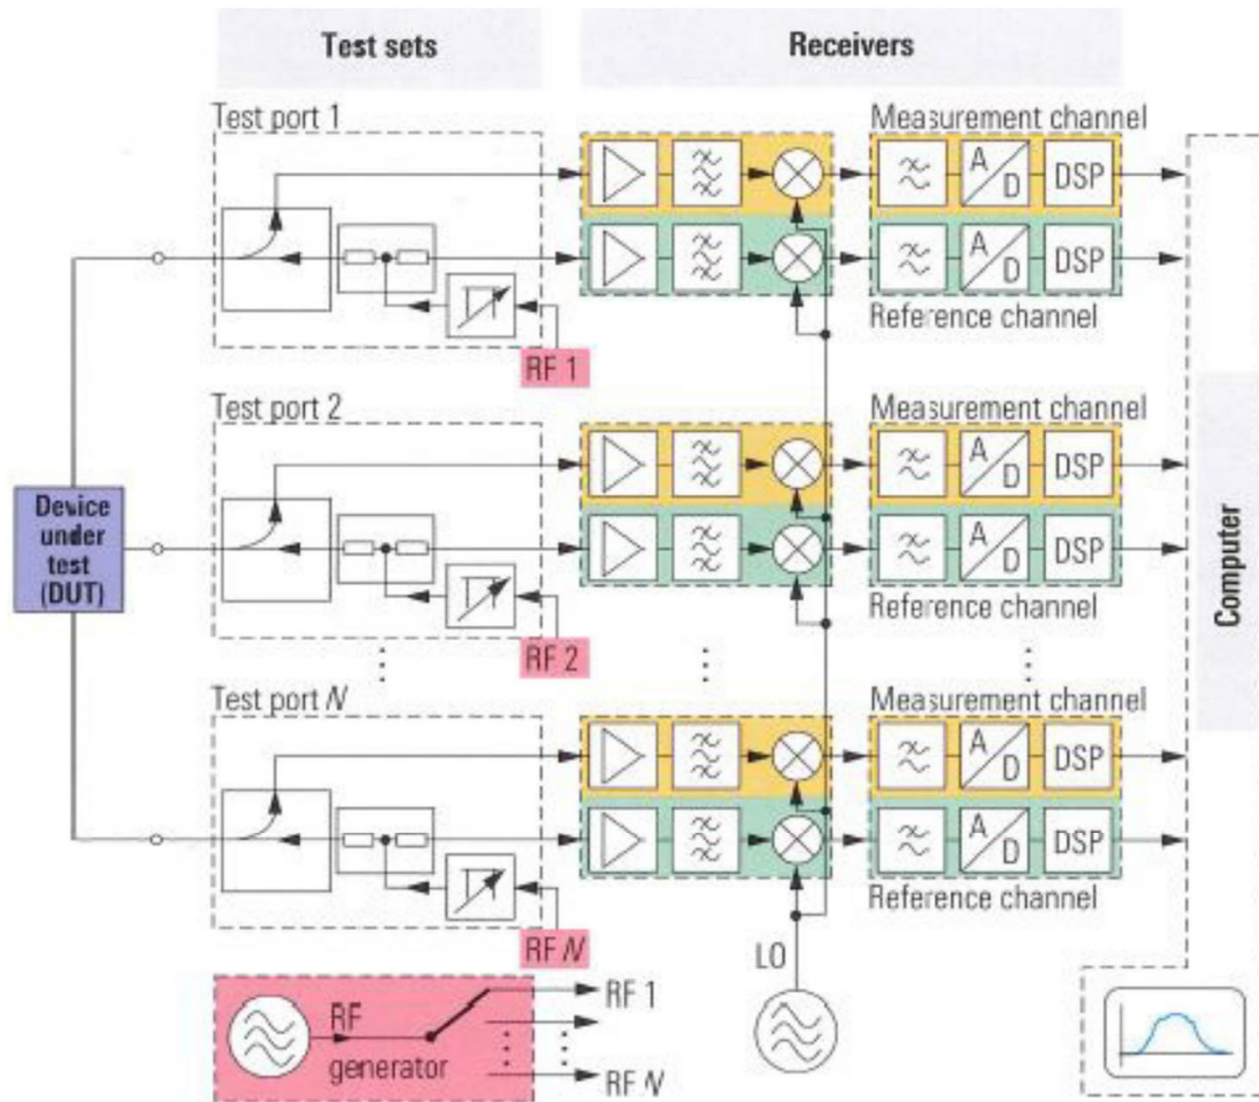 Test sets
Receivers
Test port 1
Measurement channel
A
D
DSP
A
D
DSP
Reference channel
RF 1
Test port 2
Measurement channel
A
D
DSP
A
D
DSP
Reference channel
RF 2
Device
under
test
(DUT)
Computer
Test port N
Measurement channel
A
D
DSP
A
D
DSP
Reference channel
RF N
LO
RF
generator
RF 1
RF N